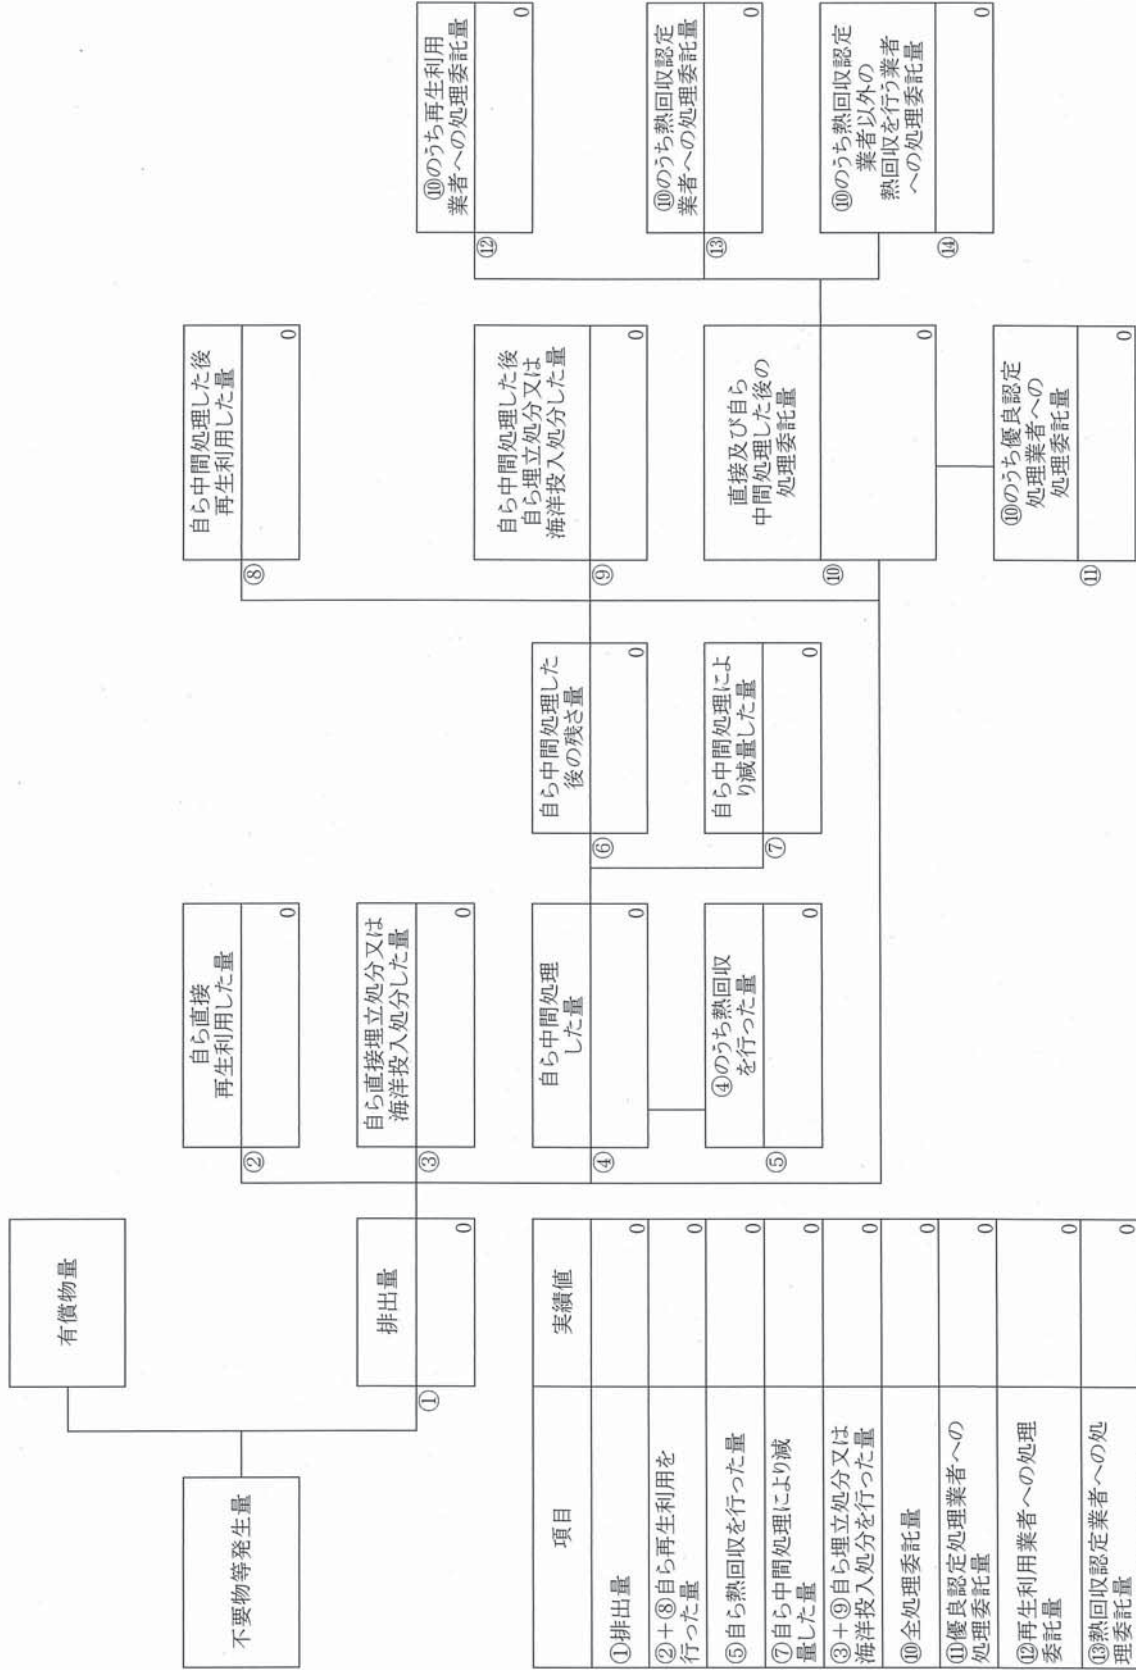 不要物等発生量
有償物量
①
排出量
0
②
自ら直接
再生利用した量
0
③
自ら直接埋立処分又は
海洋投入処分した量
0
④
自ら中間処理
した量
0
⑤
④のうち熱回収
を行った量
0
⑥
自ら中間処理した
後の残さ量
0
⑦
自ら中間処理によ
り減量した量
0
⑧
自ら中間処理した後
再生利用した量
0
⑨
自ら中間処理した後
自ら埋立処分又は
海洋投入処分した量
0
⑩
直接及び自ら
中間処理した後の
処理委託量
0
⑪
⑩のうち優良認定
処理業者への
処理委託量
0
⑫
⑩のうち再生利用
業者への処理委託量
0
⑬
⑩のうち熱回収認定
業者への処理委託量
0
⑭
⑩のうち熱回収認定
業者以外の
熱回収を行う業者
への処理委託量
0
項目 実績値
①排出量 0
②+⑧自ら再生利用を
行った量 0
⑤自ら熱回収を行った量 0
⑦自ら中間処理により減
量した量 0
③+⑨自ら埋立処分又は
海洋投入処分を行った量 0
⑩全処理委託量 0
⑪優良認定処理業者への
処理委託量 0
⑫再生利用業者への処理
委託量 0
⑬熱回収認定業者への処
理委託量 0